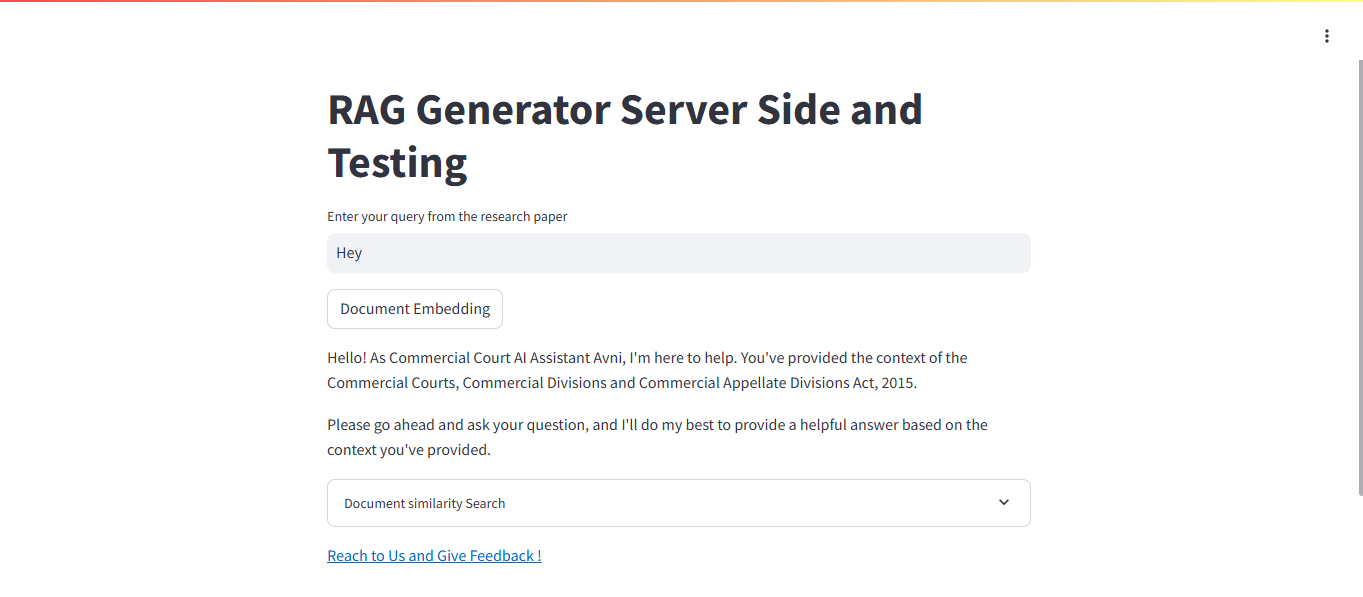 RAG Generator Server Side and
Testing
Enter your query from the research paper
Hey
Document Embedding
Hello! As Commercial Court AI Assistant Avni, I'm here to help. You've provided the context of the
Commercial Courts, Commercial Divisions and Commercial Appellate Divisions Act, 2015.
Please go ahead and ask your question, and I'll do my best to provide a helpful answer based on the
context you've provided.
Document similarity Search
Reach to Us and Give Feedback !